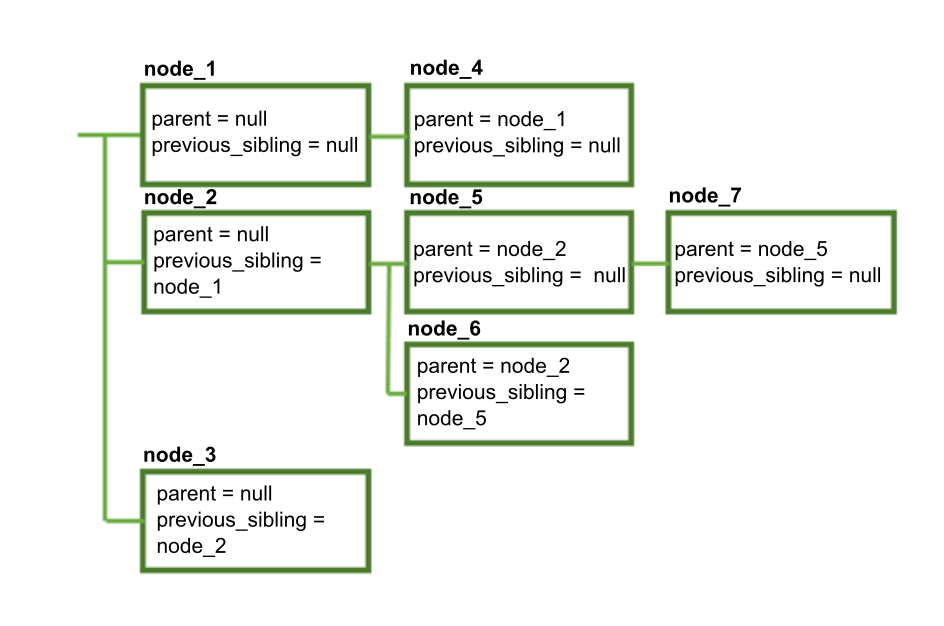 node_1
parent = null
previous_sibling = null
node_4
parent = node_1
previous_sibling = null
node_2
parent = null
previous_sibling =
node_1
node_5
parent = node_2
previous_sibling = null
node_7
parent = node_5
previous_sibling = null
node_6
parent = node_2
previous_sibling =
node_5
node_3
parent = null
previous_sibling =
node_2